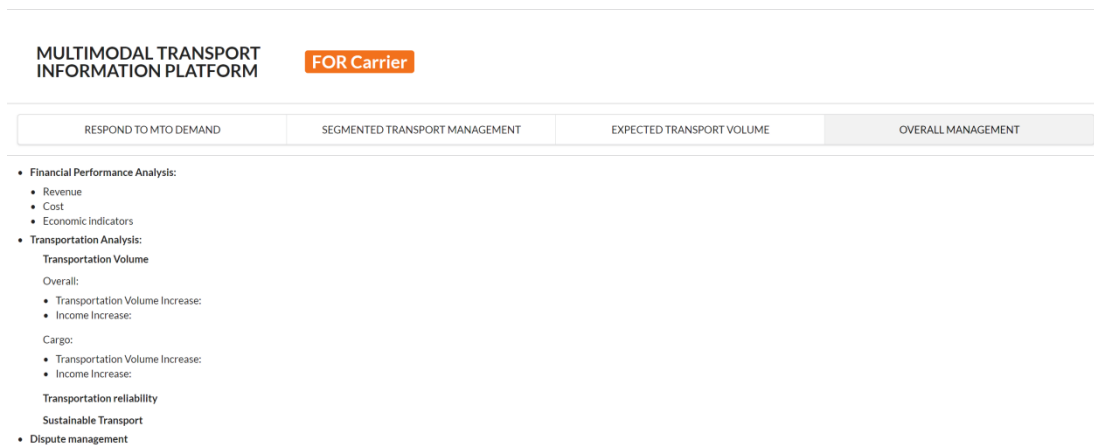 MULTIMODAL TRANSPORT
INFORMATION PLATFORM
FOR Carrier
RESPOND TO MTO DEMAND
SEGMENTED TRANSPORT MANAGEMENT
EXPECTED TRANSPORT VOLUME
OVERALL MANAGEMENT
• Financial Performance Analysis:
• Revenue
• Cost
• Economic indicators
• Transportation Analysis:
Transportation Volume
Overall:
• Transportation Volume Increase:
• Income Increase:
Cargo:
• Transportation Volume Increase:
• Income Increase:
Transportation reliability
Sustainable Transport
• Dispute management